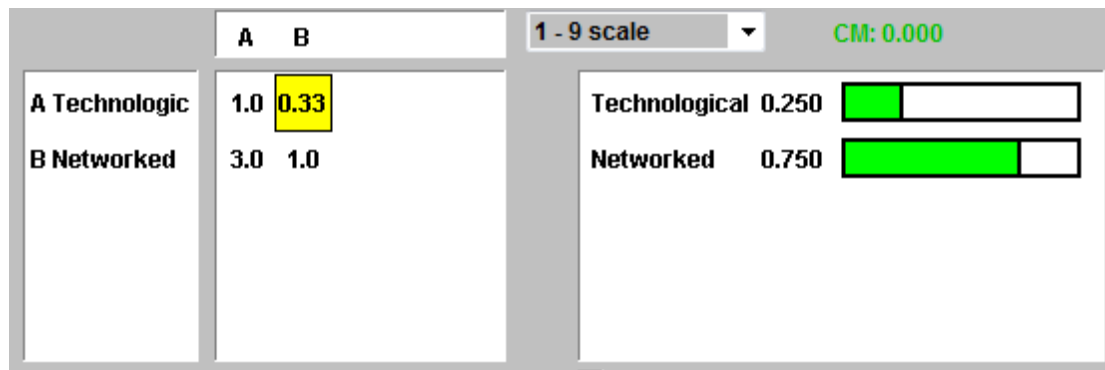 A B
1 - 9 scale
CM: 0.000
A Technologic 1.0 0.33
B Networked 3.0 1.0
Technological 0.250
Networked 0.750